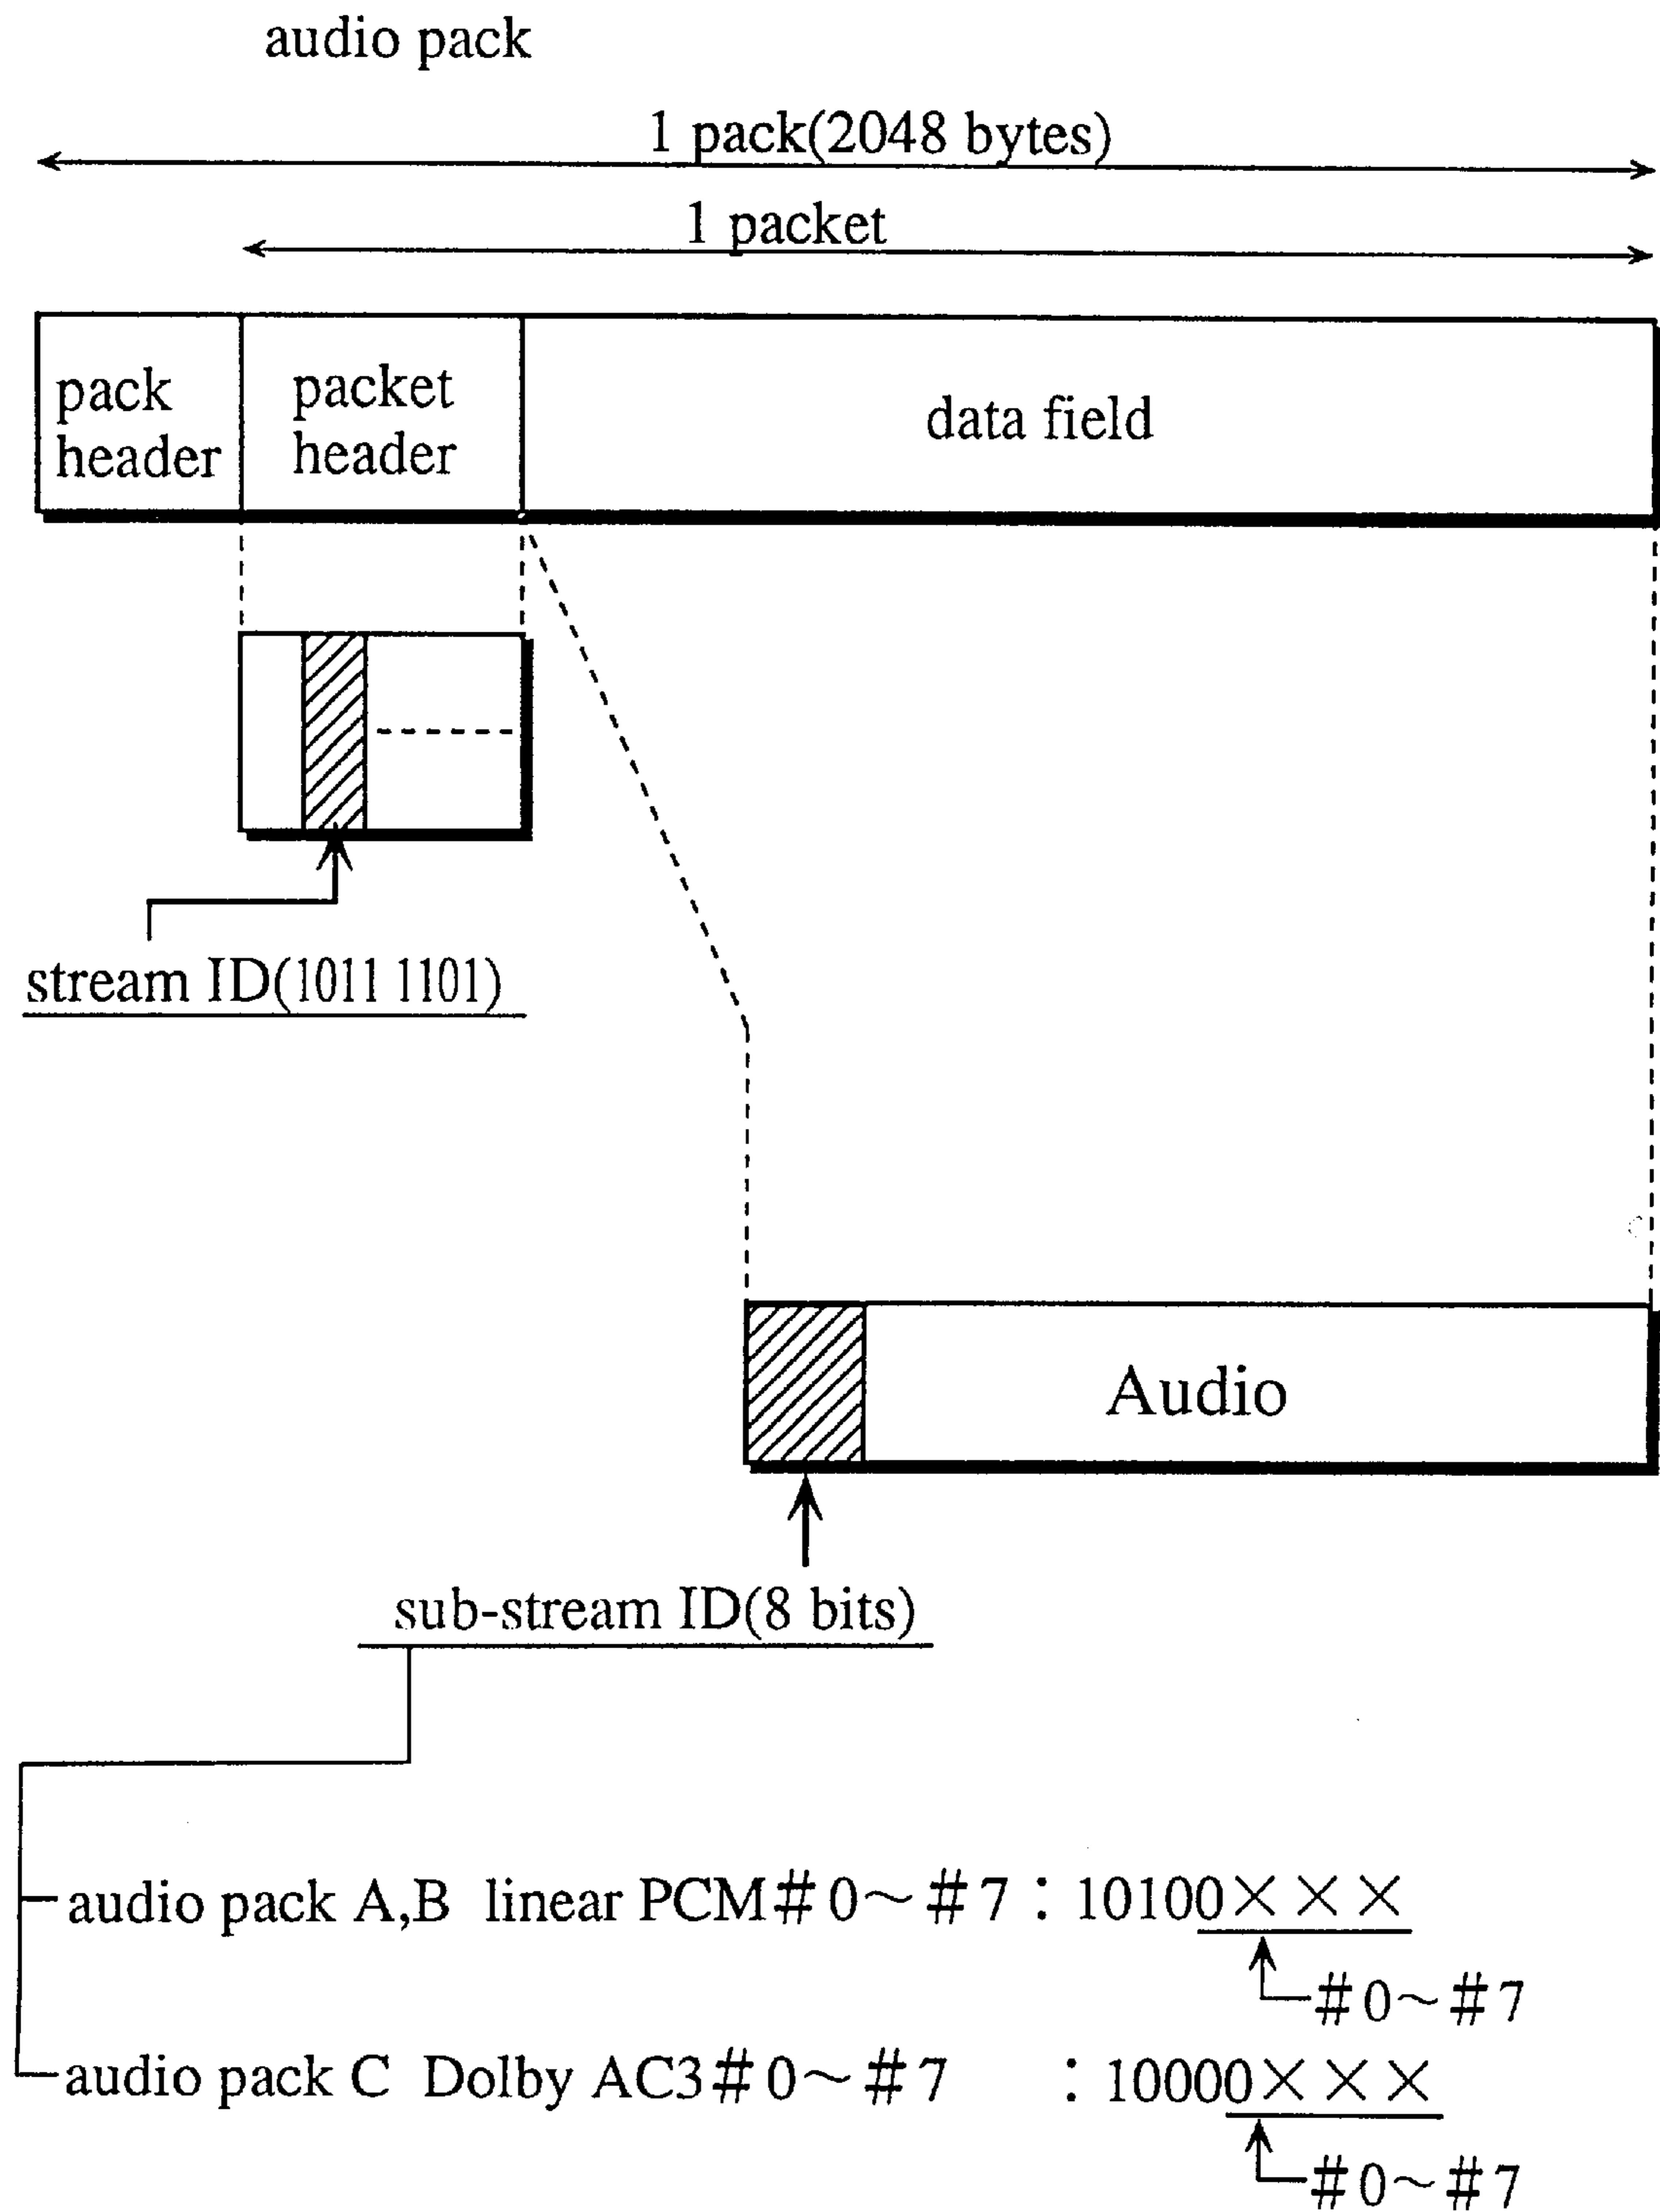 audio pack
1 pack(2048 bytes)
1 packet
pack
header
packet
header
data field
stream ID(1011 1101)
Audio
sub-stream ID(8 bits)
audio pack A,B linear PCM#0~#7 : 10100×××
#0~#7
audio pack C Dolby AC3#0~#7 : 10000×××
#0~#7